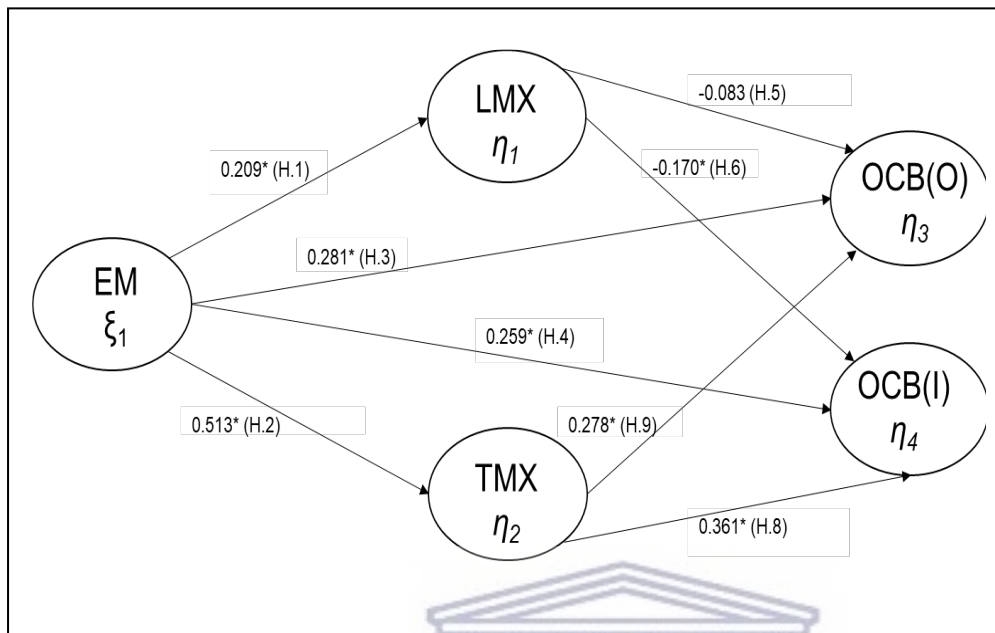 LMX
η1
-0.083 (H.5)
0.209* (H.1)
-0.170* (H.6)
OCB(O)
η3
0.281* (H.3)
EM
ξ1
0.259* (H.4)
OCB(I)
η4
0.513* (H.2)
0.278* (H.9)
TMX
η2
0.361* (H.8)